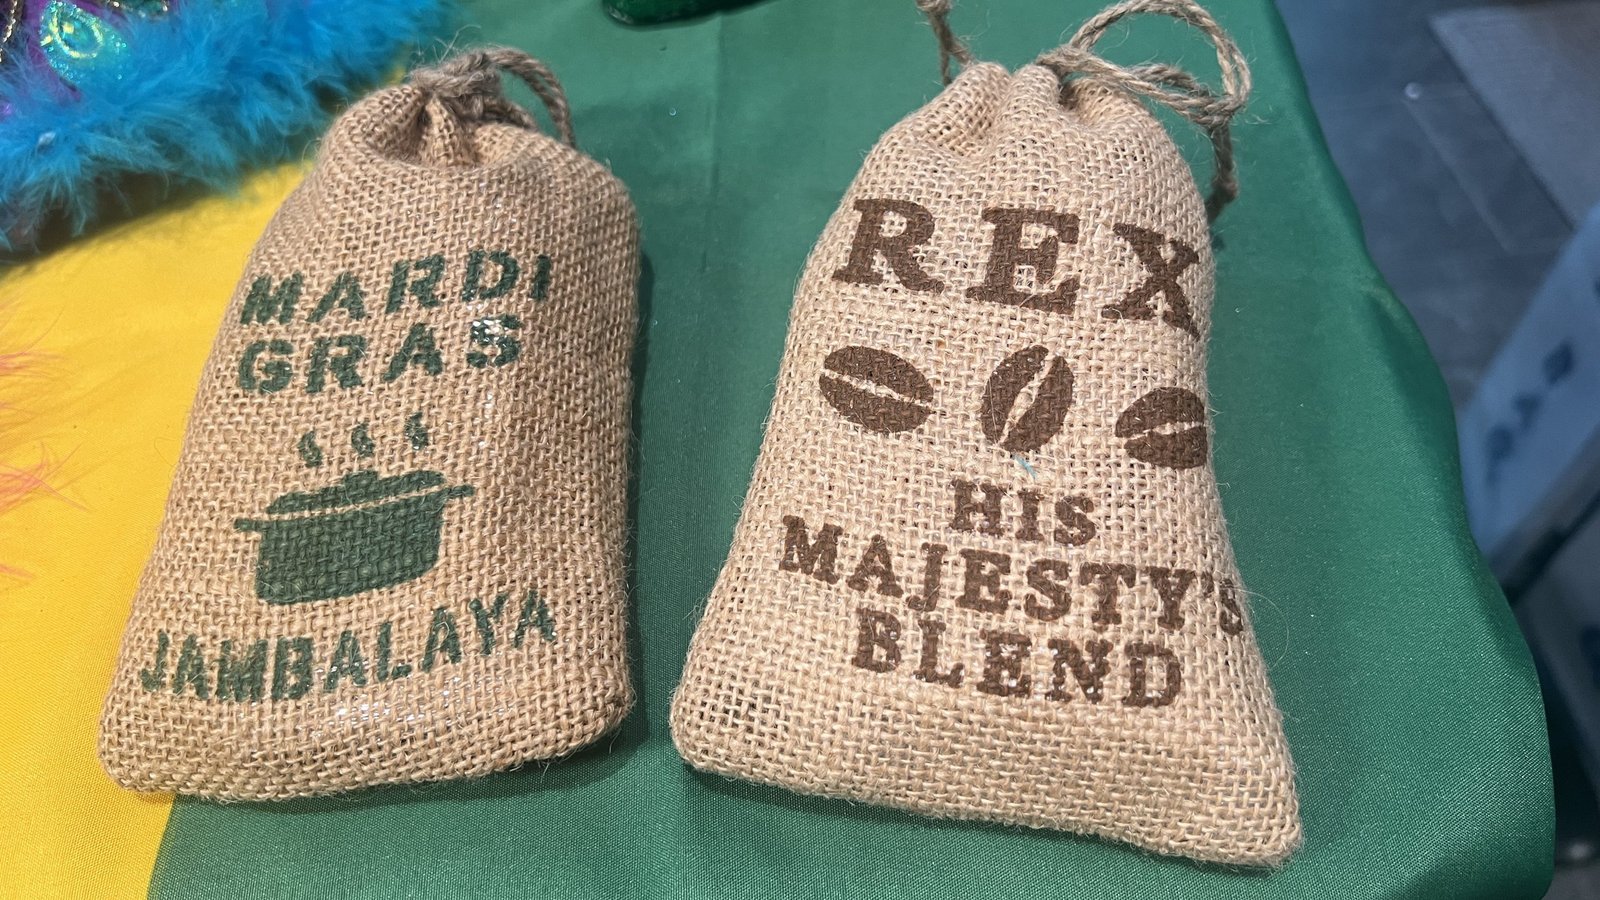 MARDI
GRAS
JAMBALAYA
REX
HIS
MAJESTY'S
BLEND